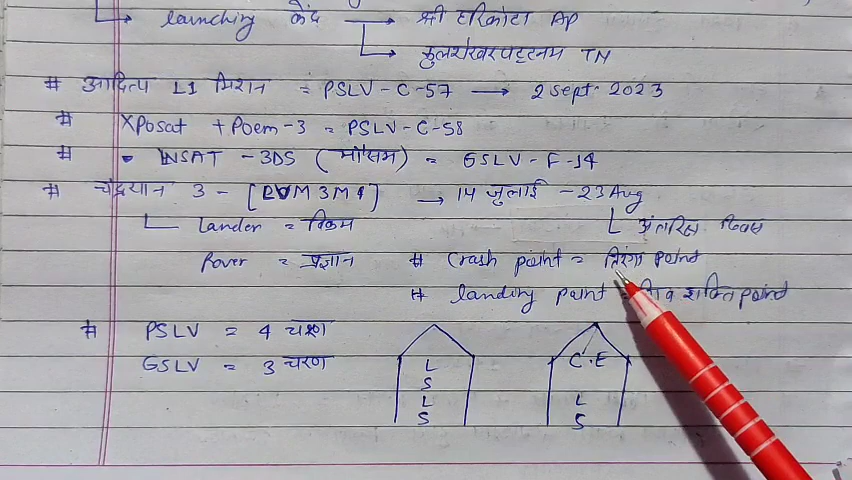 launching केंद्र → श्री हरिकोटा AP
→ कुलशेखरपट्टनम TN
# आदित्य L1 मिशन = PSLV-C-57 → 2 Sept. 2023
# XPosat + Poem-3 = PSLV-C-58
# • INSAT-3DS (मौसम) = GSLV-F-14
# चंद्रयान 3 - [LVM3M4] → 14 जुलाई - 23 Aug
Lander = विक्रम अंतरिक्ष दिवस
Rover = प्रज्ञान # Crash point = तिरंगा point
# landing point = शिव शक्ति point
# PSLV = 4 चरण
GSLV = 3 चरण
L C.E
S
L L
S S